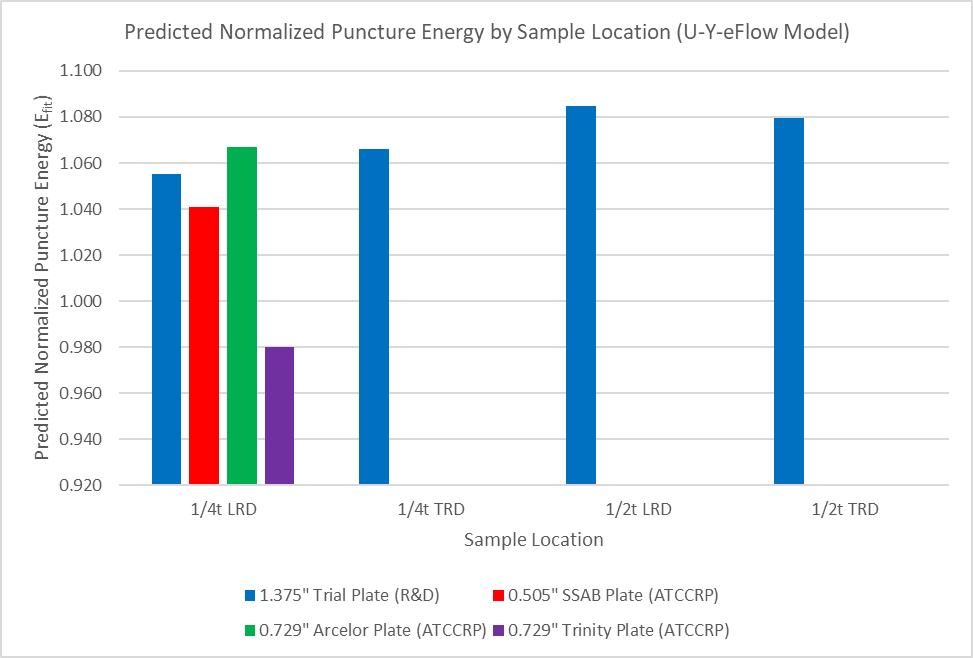 Predicted Normalized Puncture Energy by Sample Location (U-Y-eFlow Model)
Predicted Normalized Puncture Energy (Efit)
1.100
1.080
1.060
1.040
1.020
1.000
0.980
0.960
0.940
0.920
1/4t LRD 1/4t TRD 1/2t LRD 1/2t TRD
Sample Location
1.375" Trial Plate (R&D) 0.505" SSAB Plate (ATCCRP)
0.729" Arcelor Plate (ATCCRP) 0.729" Trinity Plate (ATCCRP)